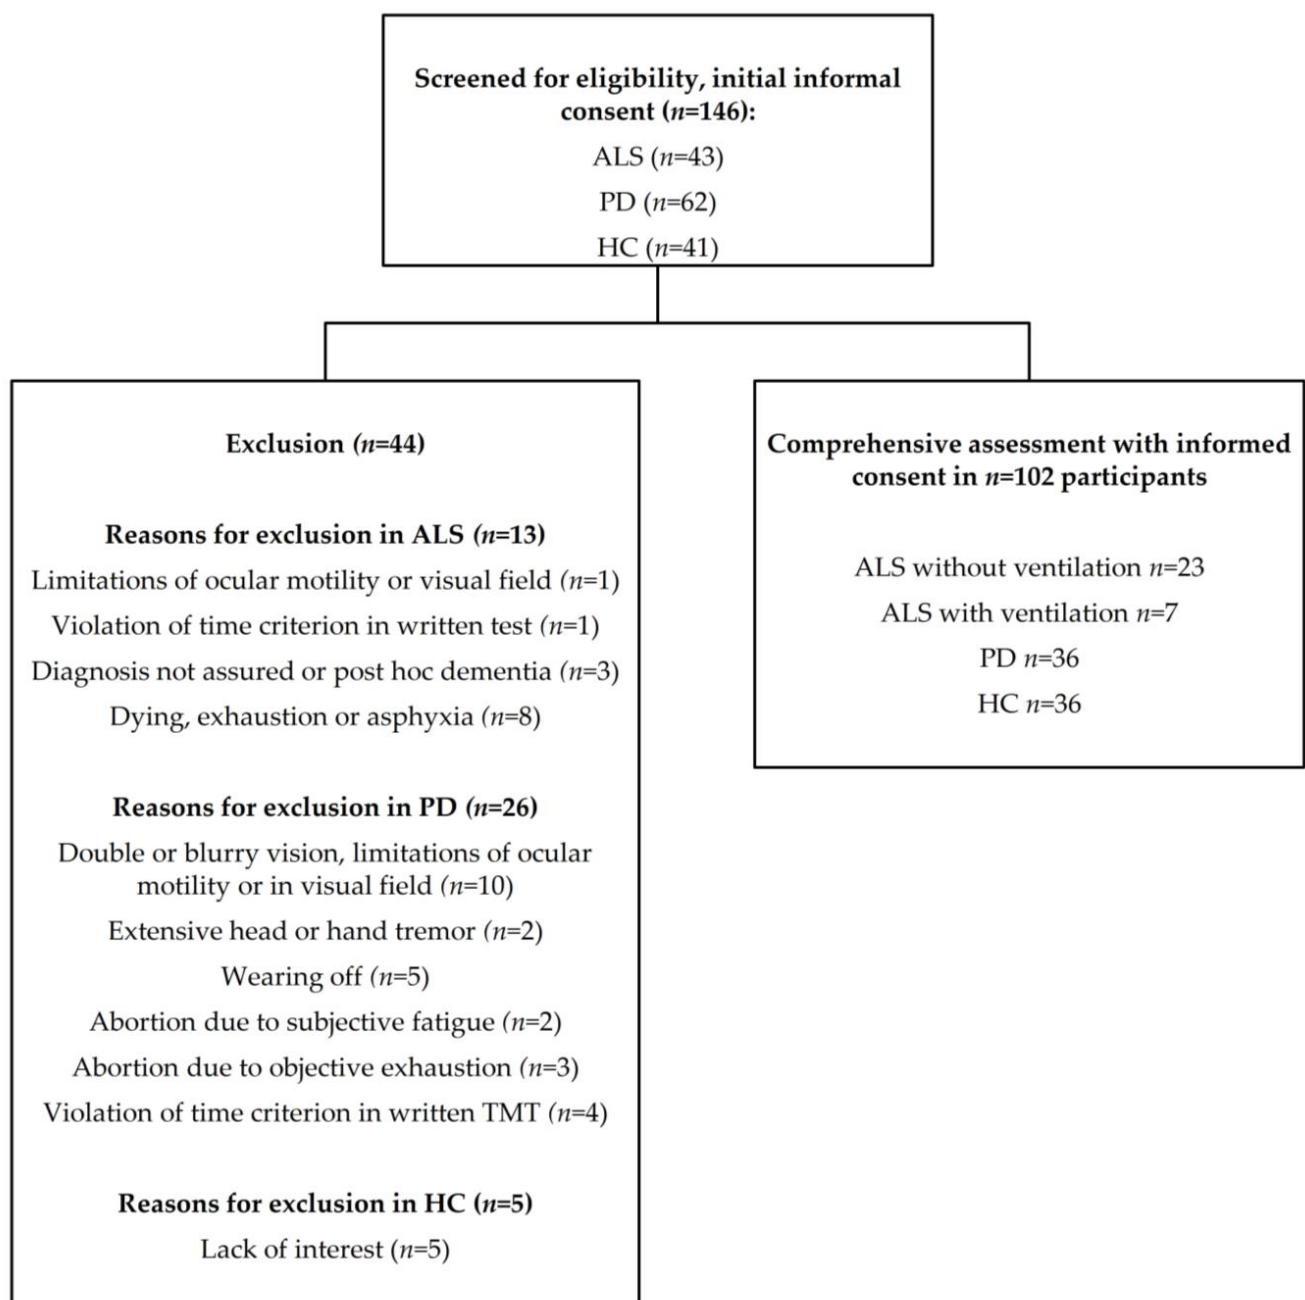 Screened for eligibility, initial informal
consent (n=146):
ALS (n=43)
PD (n=62)
HC (n=41)
Exclusion (n=44)
Reasons for exclusion in ALS (n=13)
Limitations of ocular motility or visual field (n=1)
Violation of time criterion in written test (n=1)
Diagnosis not assured or post hoc dementia (n=3)
Dying, exhaustion or asphyxia (n=8)
Reasons for exclusion in PD (n=26)
Double or blurry vision, limitations of ocular
motility or in visual field (n=10)
Extensive head or hand tremor (n=2)
Wearing off (n=5)
Abortion due to subjective fatigue (n=2)
Abortion due to objective exhaustion (n=3)
Violation of time criterion in written TMT (n=4)
Reasons for exclusion in HC (n=5)
Lack of interest (n=5)
Comprehensive assessment with informed
consent in n=102 participants
ALS without ventilation n=23
ALS with ventilation n=7
PD n=36
HC n=36